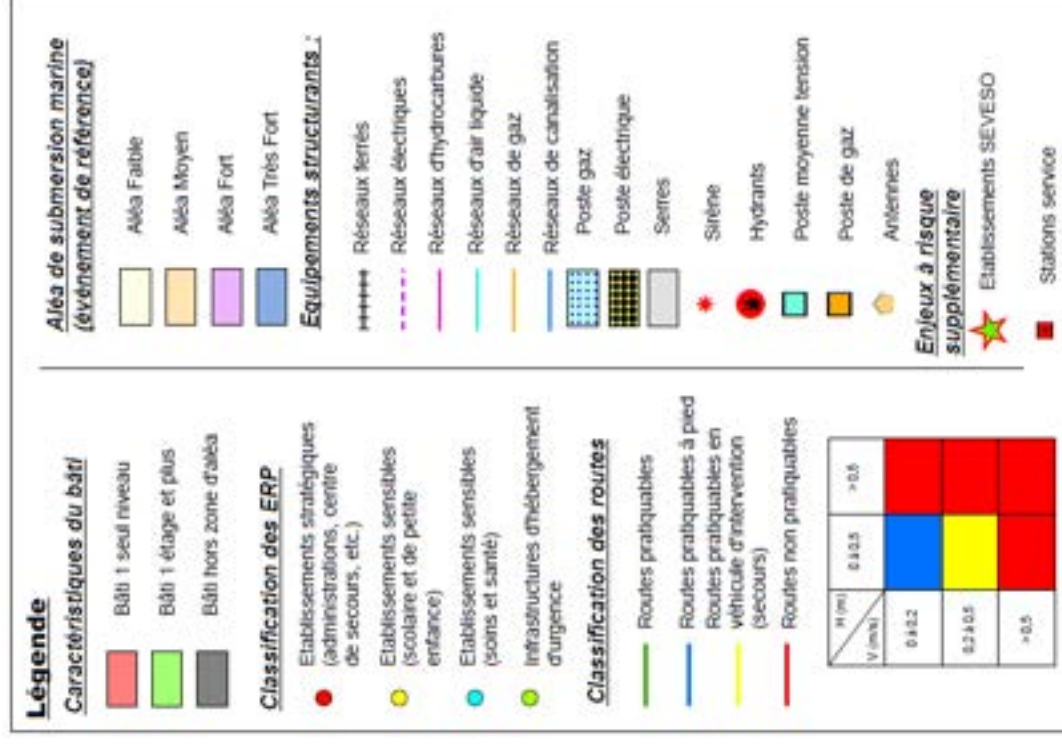 Légende
Caractéristiques du bâti
Bâti 1 seul niveau
Bâti 1 étage et plus
Bâti hors zone d'aléa
Classification des ERP
Etablissements stratégiques
(administrations, centre
de secours, etc.)
Etablissements sensibles
(scolaire et de petite
enfance)
Etablissements sensibles
(soins et santé)
Infrastructures d'hébergement
d'urgence
Classification des routes
Routes pratiquables
Routes pratiquables à pied
Routes pratiquables en
véhicule d'intervention
(secours)
Routes non pratiquables
H (m)
V (m/s)
0 à 0,5
> 0,5
0 à 0,2
0,2 à 0,5
> 0,5
Aléa de submersion marine
(événement de référence)
Aléa Faible
Aléa Moyen
Aléa Fort
Aléa Très Fort
Equipements structurants :
Réseaux ferrés
Réseaux électriques
Réseaux d'hydrocarbures
Réseaux d'air liquide
Réseaux de gaz
Réseaux de canalisation
Poste gaz
Poste électrique
Serres
Sirène
Hydrants
Poste moyenne tension
Poste de gaz
Antennes
Enjeux à risque
supplémentaire
Etablissements SEVESO
Stations service